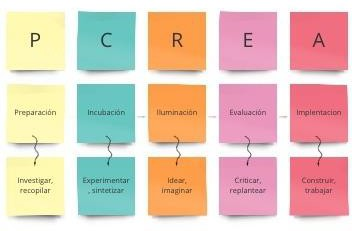 P C R E A
Preparación Incubación Iluminación Evaluación Implentacion
Investigar, Experimentar Idear, Criticar, Construir,
recopilar , sintetizar imaginar replantear trabajar